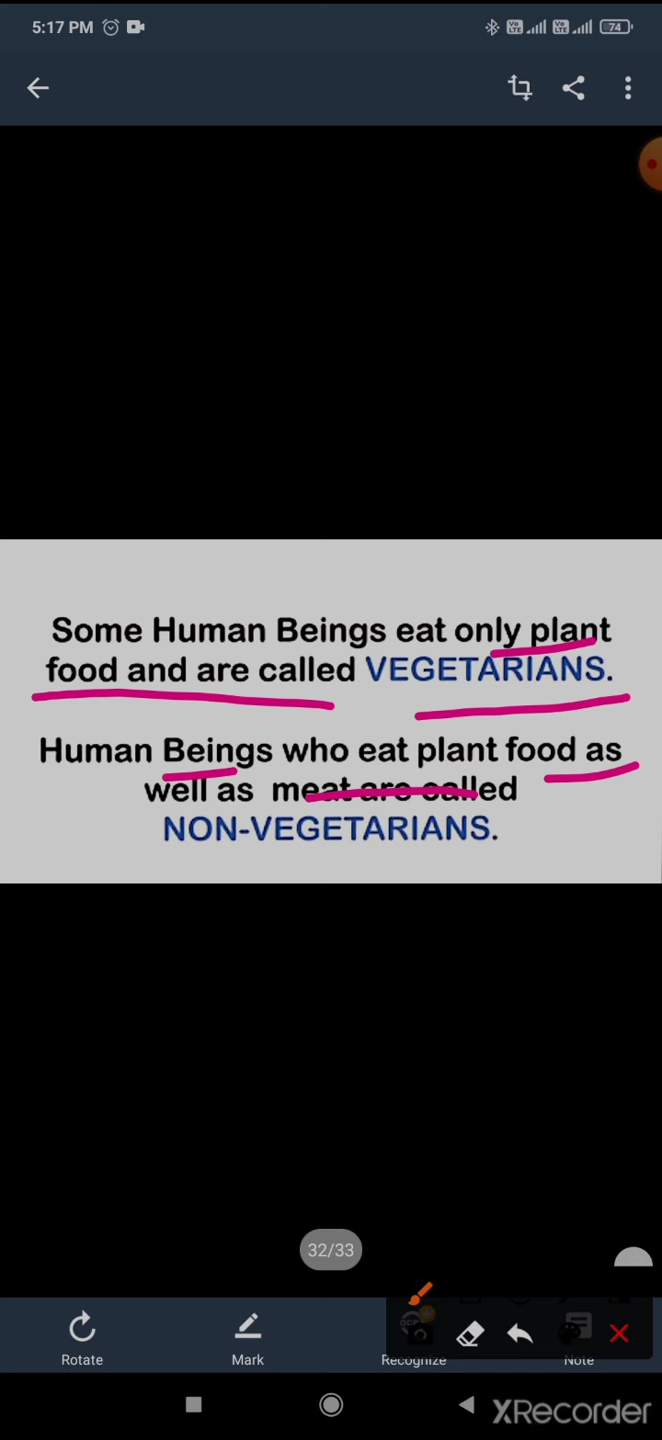 5:17 PM
74
Some Human Beings eat only plant
food and are called VEGETARIANS.
Human Beings who eat plant food as
well as meat are called
NON-VEGETARIANS.
32/33
Rotate
Mark
Recognize
Note
XRecorder